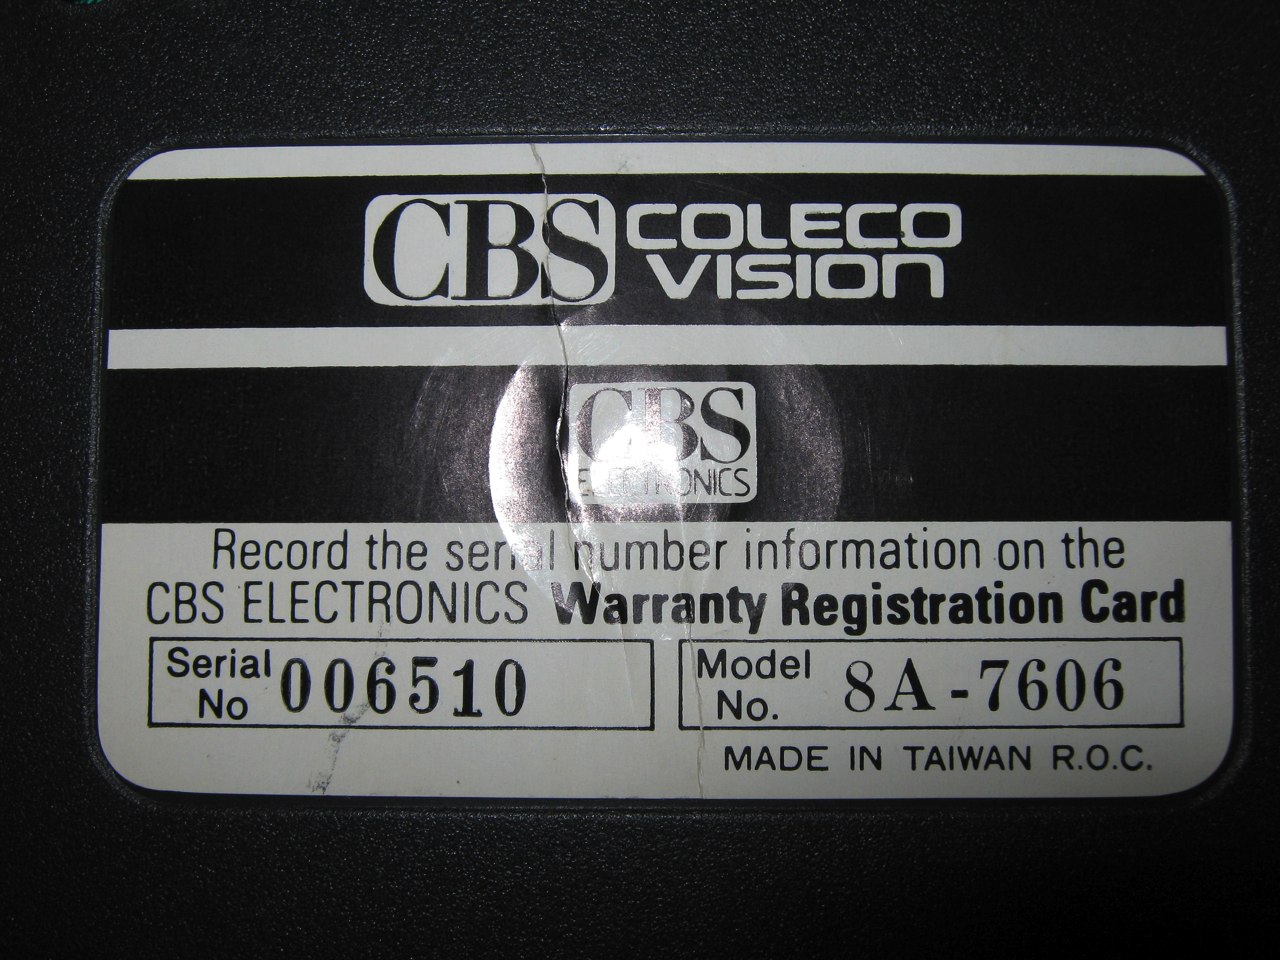 CBS COLECO
VISION
CBS
ELECTRONICS
Record the serial number information on the
CBS ELECTRONICS Warranty Registration Card
Serial No 006510
Model No. 8A-7606
MADE IN TAIWAN R.O.C.